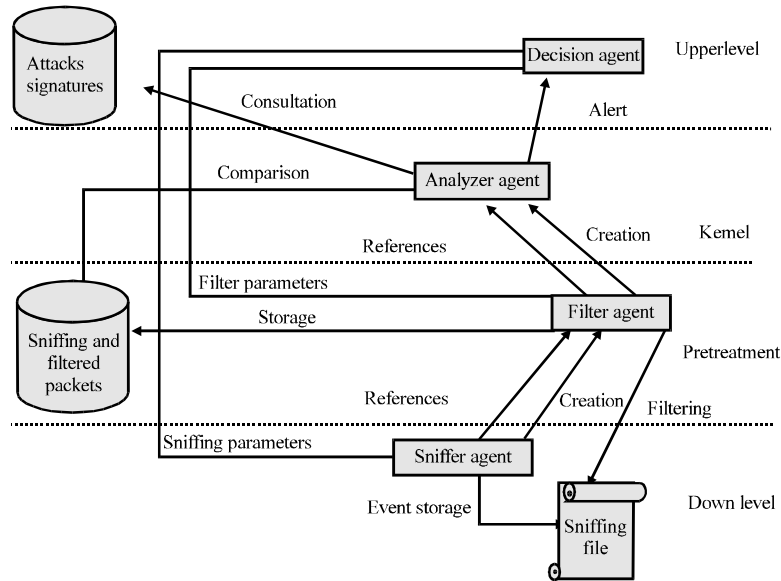 Decision agent
Upperlevel
Attacks
signatures
Consultation
Alert
Comparison
Analyzer agent
Creation
Kemel
References
Filter parameters
Storage
Filter agent
Sniffing and
filtered
packets
Pretreatment
References
Creation
Filtering
Sniffing parameters
Sniffer agent
Event storage
Down level
Sniffing
file